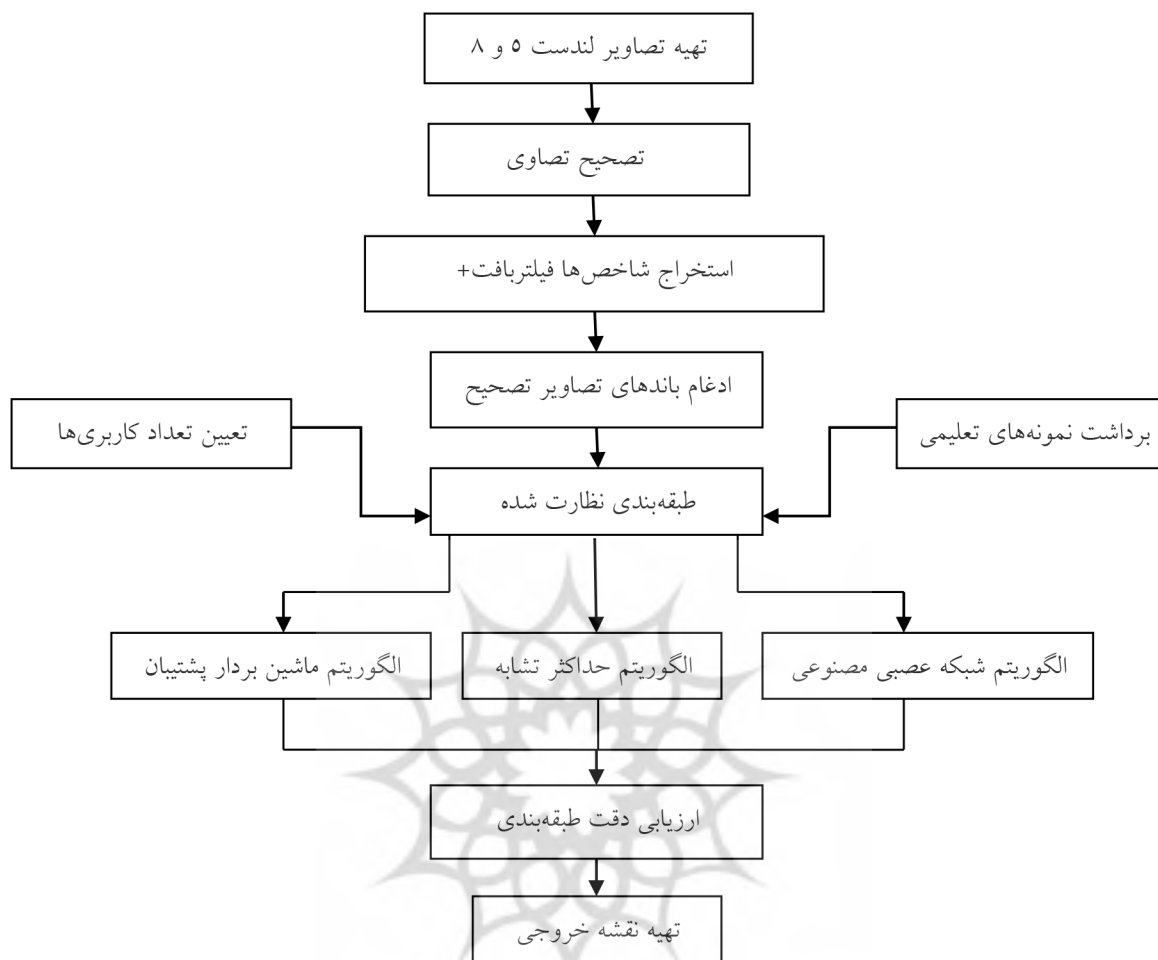 تهیه تصاویر لندست ۵ و ۸
تصحیح تصاوی
استخراج شاخص‌ها فیلتربافت+
ادغام باندهای تصاویر تصحیح
برداشت نمونه‌های تعلیمی
تعیین تعداد کاربری‌ها
طبقه‌بندی نظارت شده
الگوریتم شبکه عصبی مصنوعی
الگوریتم حداکثر تشابه
الگوریتم ماشین بردار پشتیبان
ارزیابی دقت طبقه‌بندی
تهیه نقشه خروجی